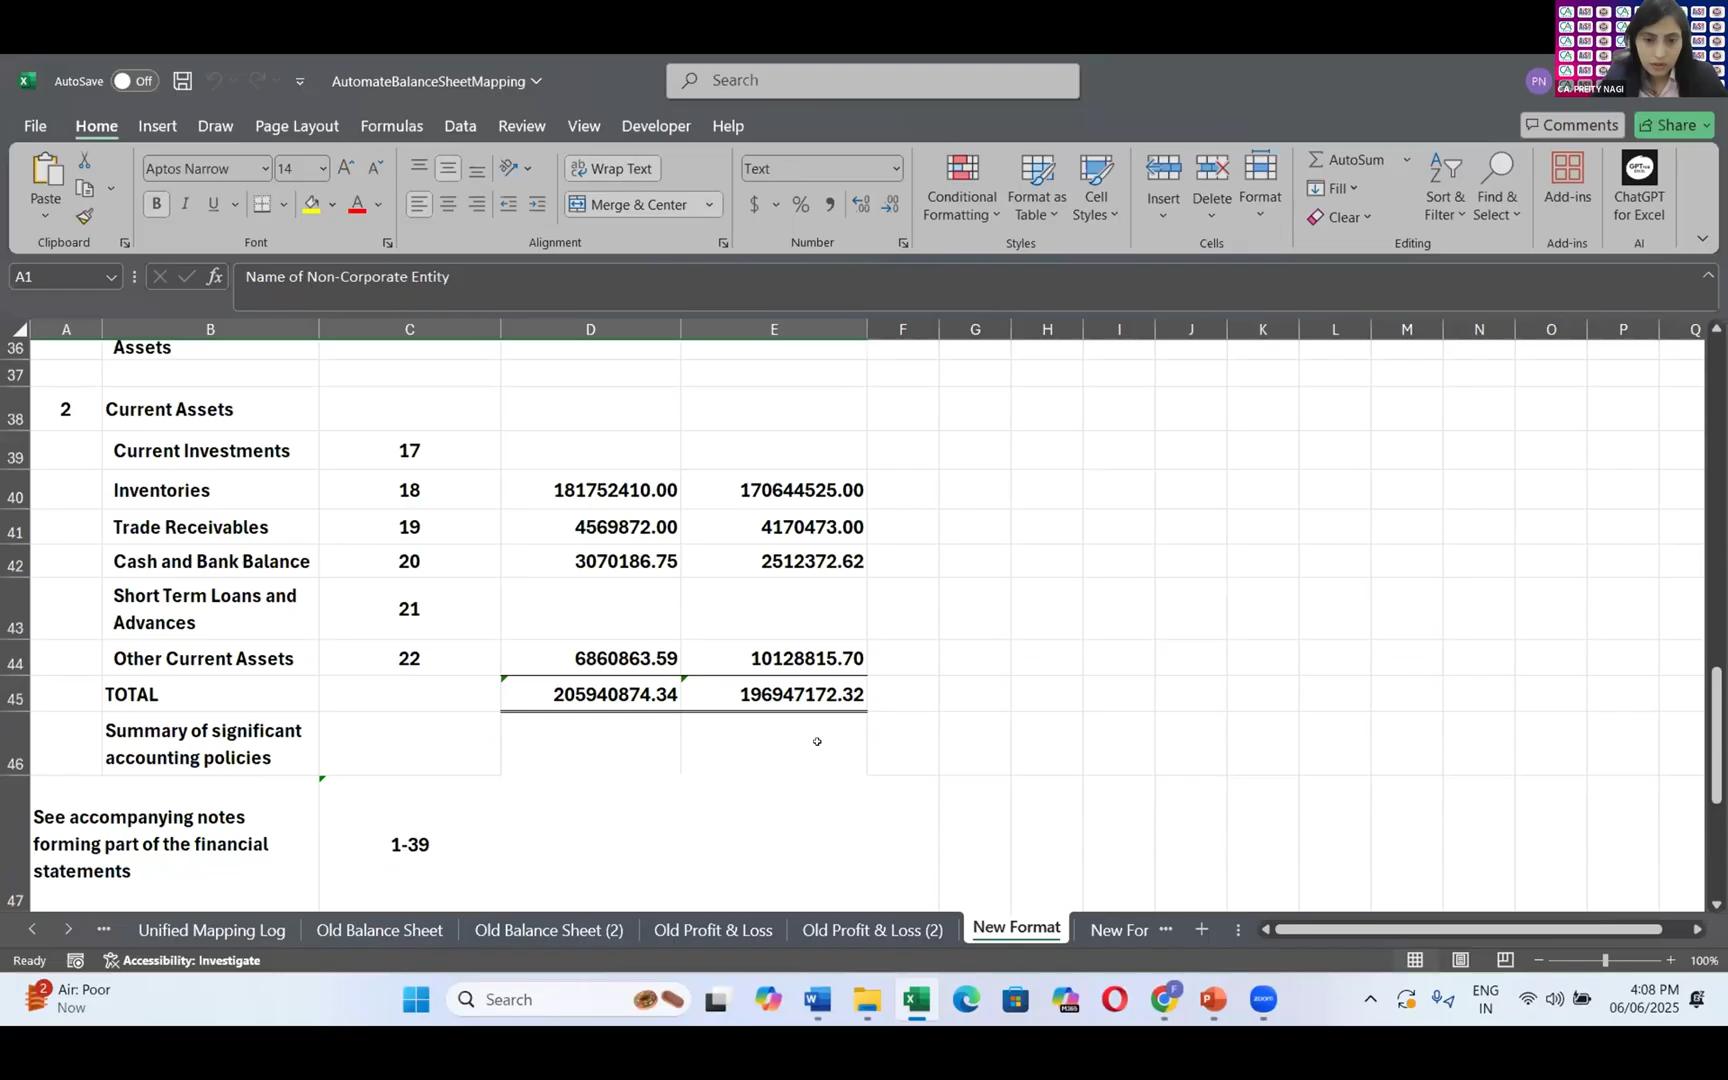 AutoSave Off AutomateBalanceSheetMapping Search PN CA. PREITY NAGI
File Home Insert Draw Page Layout Formulas Data Review View Developer Help Comments Share
Paste Aptos Narrow 14 Wrap Text Text Conditional Formatting Format as Table Cell Styles Insert Delete Format AutoSum Sort & Filter Find & Select Add-ins ChatGPT for Excel
B I U A Merge & Center $ % Fill Clear
Clipboard Font Alignment Number Styles Cells Editing Add-ins AI
A1 fx Name of Non-Corporate Entity
A B C D E F G H I J K L M N O P Q
36 Assets
37
38 2 Current Assets
39 Current Investments 17
40 Inventories 18 181752410.00 170644525.00
41 Trade Receivables 19 4569872.00 4170473.00
42 Cash and Bank Balance 20 3070186.75 2512372.62
Short Term Loans and
43 Advances 21
44 Other Current Assets 22 6860863.59 10128815.70
45 TOTAL 205940874.34 196947172.32
Summary of significant
46 accounting policies
See accompanying notes
forming part of the financial 1-39
statements
47
Unified Mapping Log Old Balance Sheet Old Balance Sheet (2) Old Profit & Loss Old Profit & Loss (2) New Format New For
Ready Accessibility: Investigate 100%
2 Air: Poor
Now
Search
zoom
ENG
IN
4:08 PM
06/06/2025